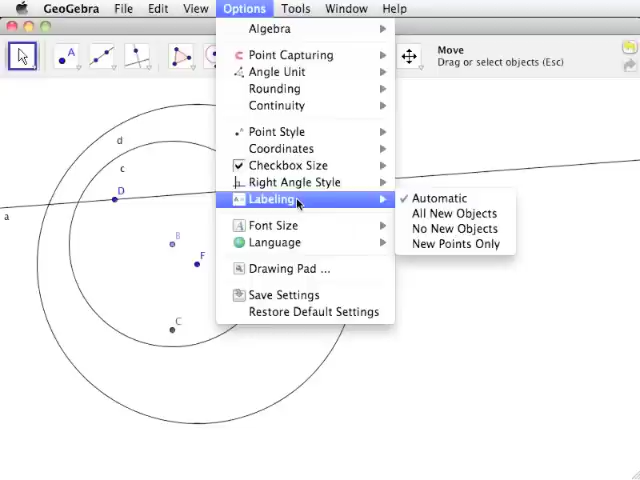 GeoGebra File Edit View Options Tools Window Help
Algebra
Point Capturing
Angle Unit
Rounding
Continuity
Point Style
Coordinates
Checkbox Size
Right Angle Style
Labeling
Font Size
Language
Drawing Pad ...
Save Settings
Restore Default Settings
Automatic
All New Objects
No New Objects
New Points Only
Move
Drag or select objects (Esc)
A
d
c
D
a
B
F
C